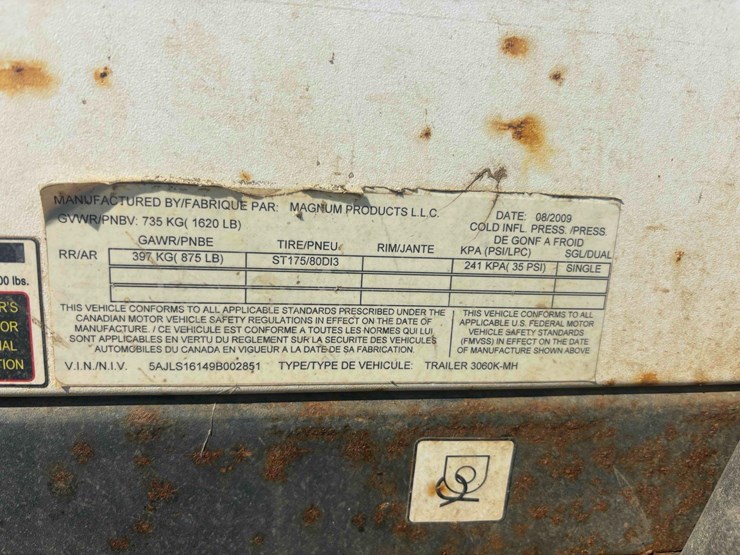 MANUFACTURED BY/FABRIQUE PAR: MAGNUM PRODUCTS L.L.C. DATE: 08/2009
GVWR/PNBV: 735 KG( 1620 LB) COLD INFL. PRESS. /PRESS.
DE GONF A FROID
GAWR/PNBE TIRE/PNEU RIM/JANTE KPA (PSI/LPC) SGL/DUAL
RR/AR 397 KG( 875 LB) ST175/80DI3 241 KPA( 35 PSI) SINGLE
THIS VEHICLE CONFORMS TO ALL APPLICABLE STANDARDS PRESCRIBED UNDER THE
CANADIAN MOTOR VEHICLE SAFETY REGULATIONS IN EFFECT ON THE DATE OF
MANUFACTURE. / CE VEHICULE EST CONFORME A TOUTES LES NORMES QUI LUI
SONT APPLICABLES EN VERTU DU REGLEMENT SUR LA SECURITE DES VEHICULES
AUTOMOBILES DU CANADA EN VIGUEUR A LA DATE DE SA FABRICATION.
THIS VEHICLE CONFORMS TO ALL
APPLICABLE U.S. FEDERAL MOTOR
VEHICLE SAFETY STANDARDS
(FMVSS) IN EFFECT ON THE DATE
OF MANUFACTURE SHOWN ABOVE
V.I.N./N.I.V. 5AJLS16149B002851 TYPE/TYPE DE VEHICULE: TRAILER 3060K-MH
00 lbs.
R'S
OR
IAL
TION